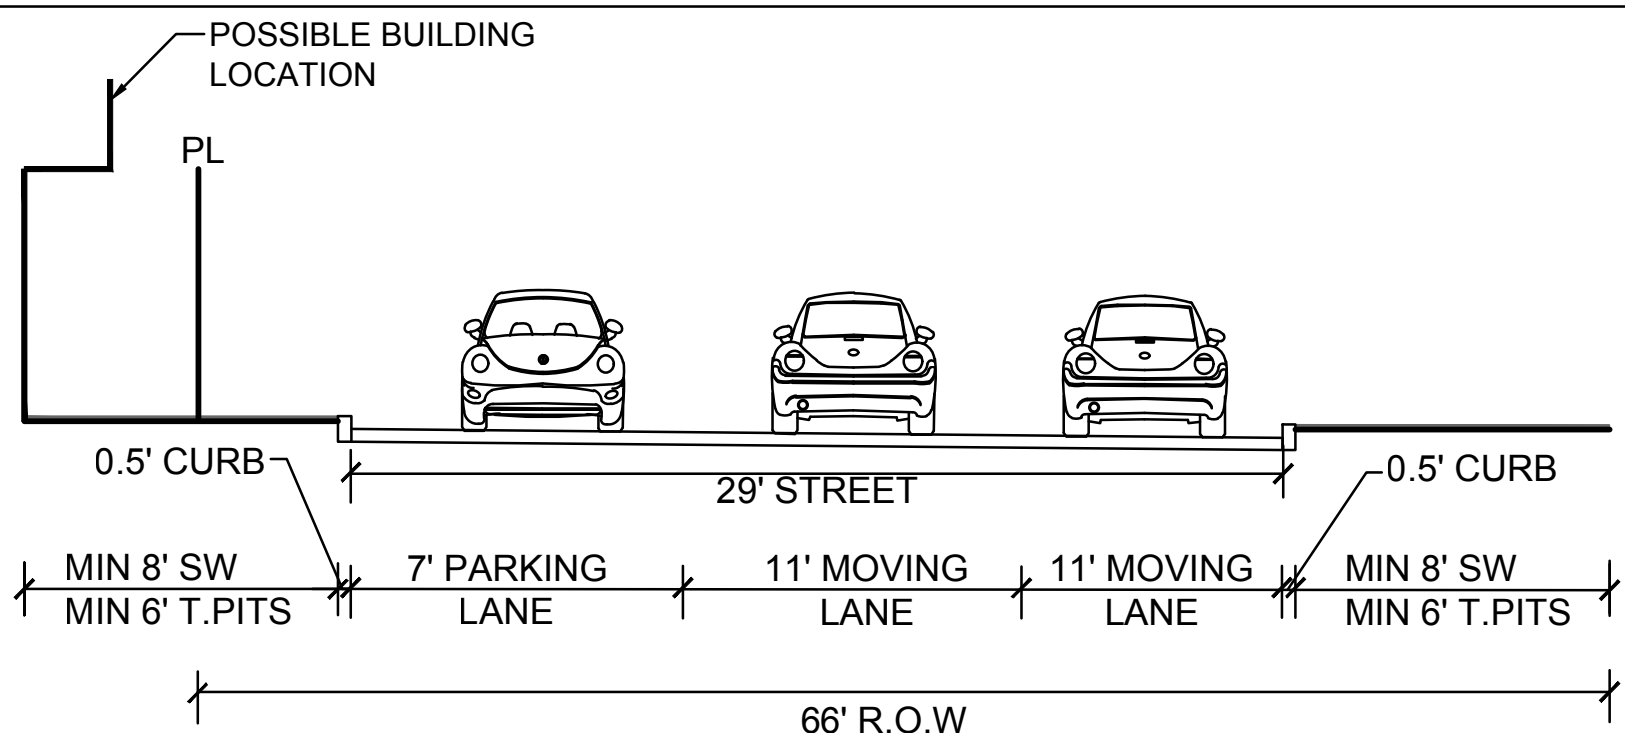 POSSIBLE BUILDING
LOCATION
PL
0.5' CURB
29' STREET
0.5' CURB
MIN 8' SW
MIN 6' T.PITS
7' PARKING
LANE
11' MOVING
LANE
11' MOVING
LANE
MIN 8' SW
MIN 6' T.PITS
66' R.O.W